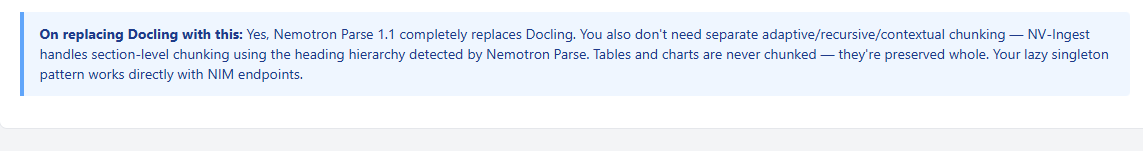 On replacing Docling with this: Yes, Nemotron Parse 1.1 completely replaces Docling. You also don't need separate adaptive/recursive/contextual chunking — NV-Ingest
handles section-level chunking using the heading hierarchy detected by Nemotron Parse. Tables and charts are never chunked — they're preserved whole. Your lazy singleton
pattern works directly with NIM endpoints.